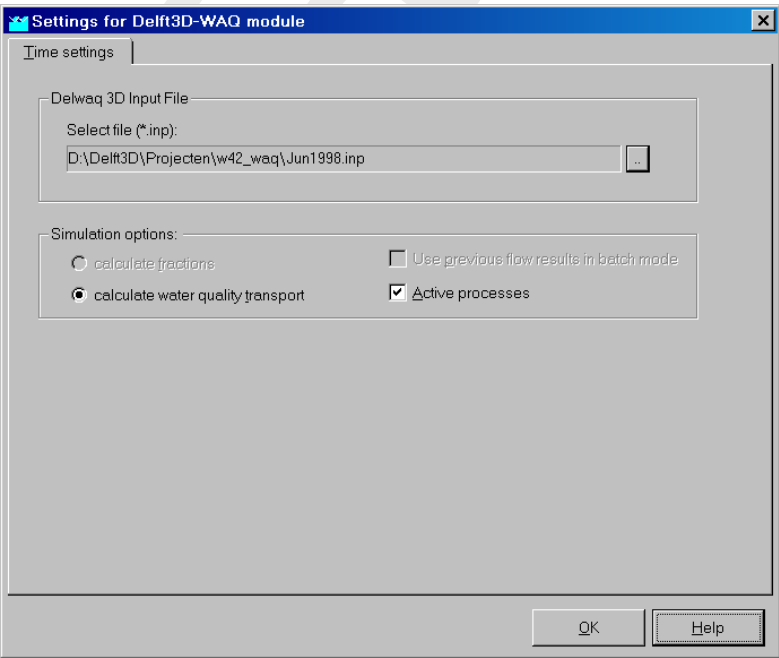 Settings for Delft3D-WAQ module
Time settings
Delwaq 3D Input File
Select file (*.inp):
D:\Delft3D\Projecten\w42_waq\Jun1998.inp
..
Simulation options:
calculate fractions
Use previous flow results in batch mode
calculate water quality transport
Active processes
OK
Help